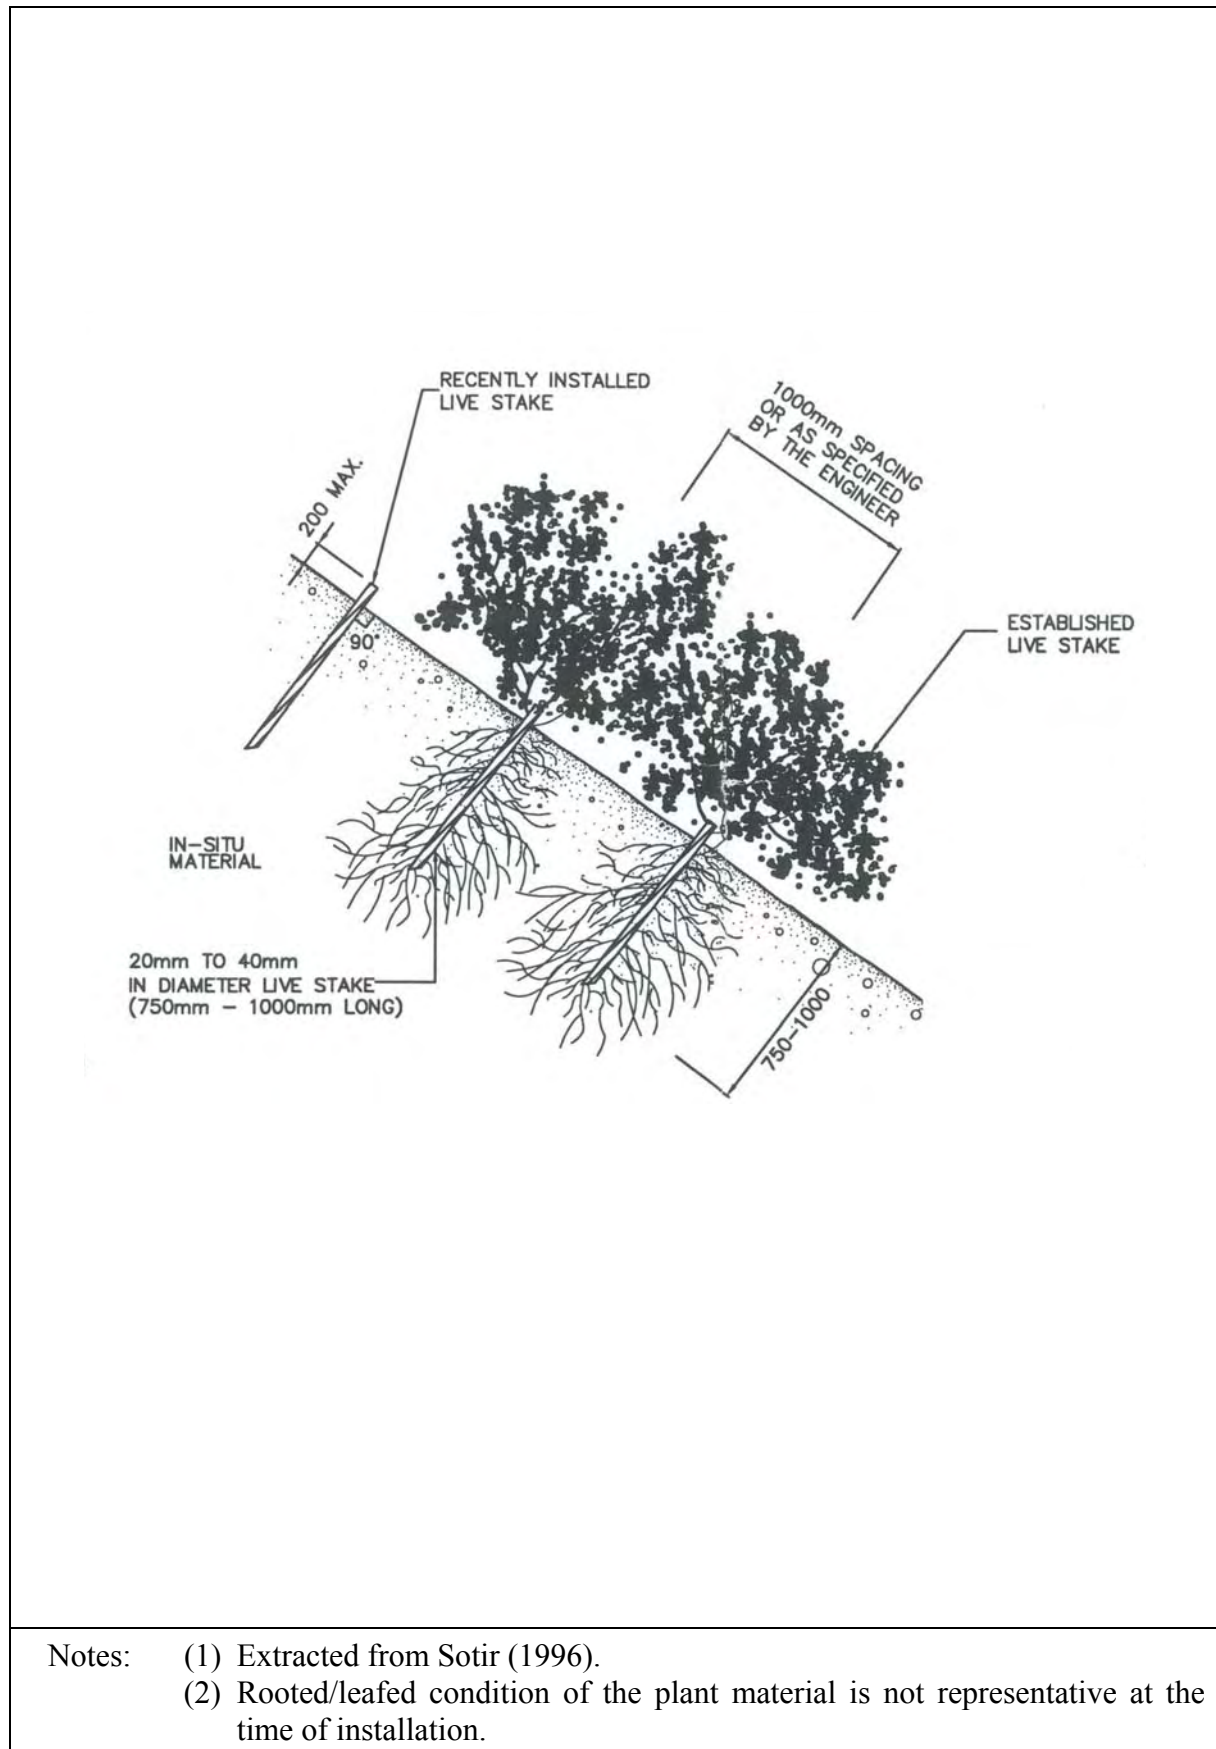 RECENTLY INSTALLED
LIVE STAKE
1000mm SPACING
OR AS SPECIFIED
BY THE ENGINEER
200 MAX.
90
ESTABLISHED
LIVE STAKE
IN-SITU
MATERIAL
20mm TO 40mm
IN DIAMETER LIVE STAKE
(750mm - 1000mm LONG)
750-1000
Notes: (1) Extracted from Sotir (1996).
(2) Rooted/leafed condition of the plant material is not representative at the
time of installation.